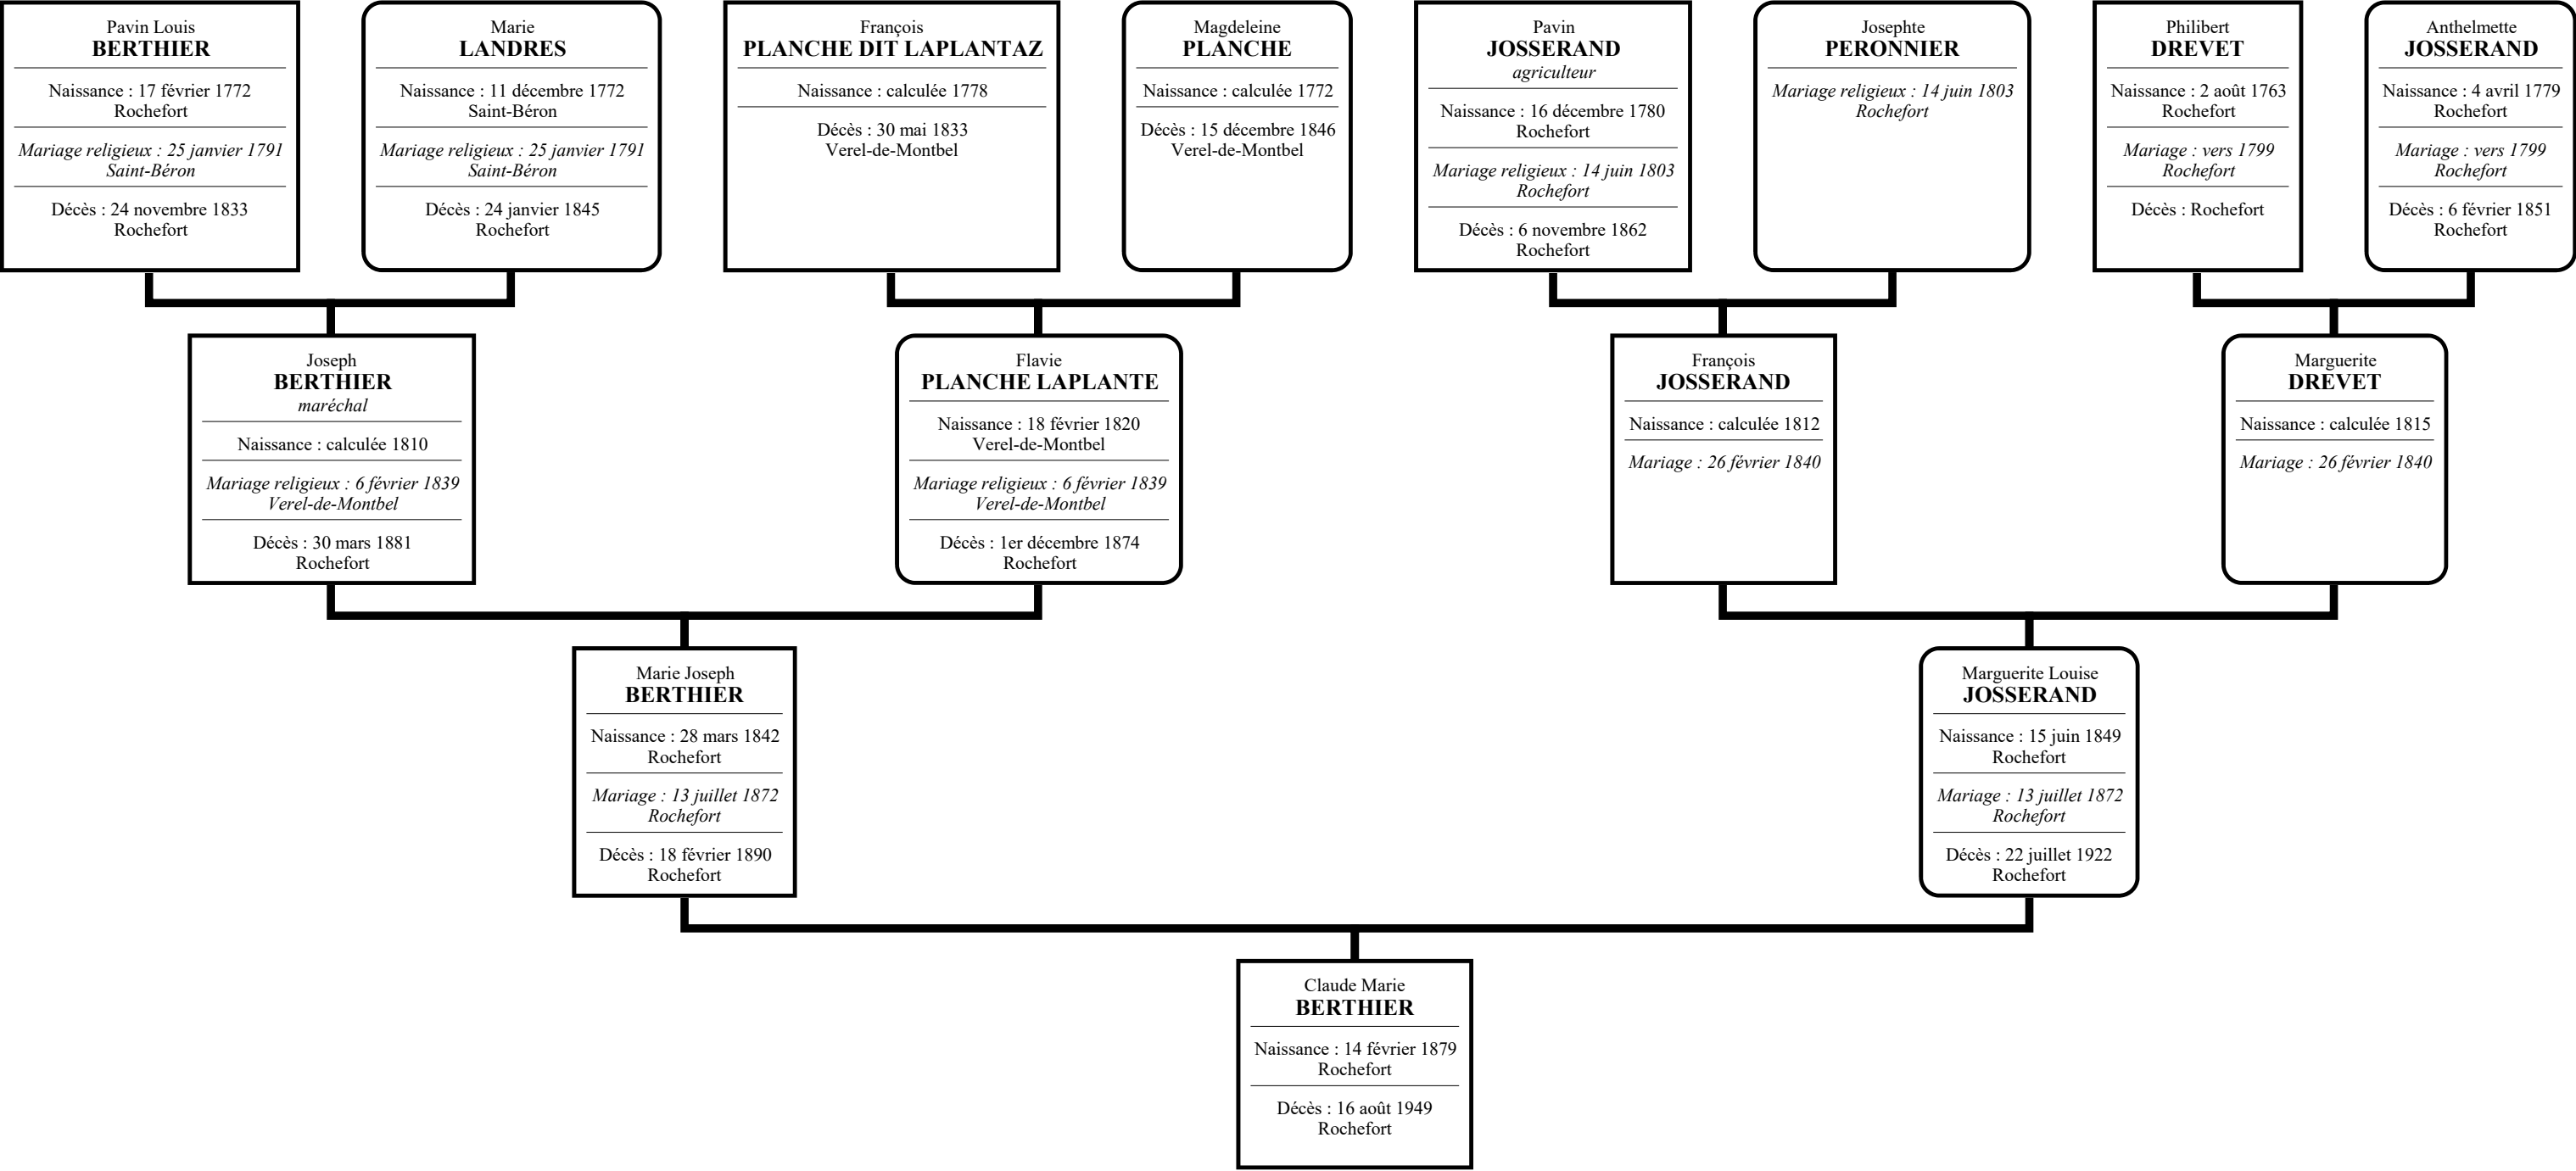 Pavin Louis
BERTHIER
Naissance : 17 février 1772
Rochefort
Mariage religieux : 25 janvier 1791
Saint-Béron
Décès : 24 novembre 1833
Rochefort
Marie
LANDRES
Naissance : 11 décembre 1772
Saint-Béron
Mariage religieux : 25 janvier 1791
Saint-Béron
Décès : 24 janvier 1845
Rochefort
François
PLANCHE DIT LAPLANTAZ
Naissance : calculée 1778
Décès : 30 mai 1833
Verel-de-Montbel
Magdeleine
PLANCHE
Naissance : calculée 1772
Décès : 15 décembre 1846
Verel-de-Montbel
Pavin
JOSSERAND
agriculteur
Naissance : 16 décembre 1780
Rochefort
Mariage religieux : 14 juin 1803
Rochefort
Décès : 6 novembre 1862
Rochefort
Josephte
PERONNIER
Mariage religieux : 14 juin 1803
Rochefort
Philibert
DREVET
Naissance : 2 août 1763
Rochefort
Mariage : vers 1799
Rochefort
Décès : Rochefort
Anthelmette
JOSSERAND
Naissance : 4 avril 1779
Rochefort
Mariage : vers 1799
Rochefort
Décès : 6 février 1851
Rochefort
Joseph
BERTHIER
maréchal
Naissance : calculée 1810
Mariage religieux : 6 février 1839
Verel-de-Montbel
Décès : 30 mars 1881
Rochefort
Flavie
PLANCHE LAPLANTE
Naissance : 18 février 1820
Verel-de-Montbel
Mariage religieux : 6 février 1839
Verel-de-Montbel
Décès : 1er décembre 1874
Rochefort
François
JOSSERAND
Naissance : calculée 1812
Mariage : 26 février 1840
Marguerite
DREVET
Naissance : calculée 1815
Mariage : 26 février 1840
Marie Joseph
BERTHIER
Naissance : 28 mars 1842
Rochefort
Mariage : 13 juillet 1872
Rochefort
Décès : 18 février 1890
Rochefort
Marguerite Louise
JOSSERAND
Naissance : 15 juin 1849
Rochefort
Mariage : 13 juillet 1872
Rochefort
Décès : 22 juillet 1922
Rochefort
Claude Marie
BERTHIER
Naissance : 14 février 1879
Rochefort
Décès : 16 août 1949
Rochefort